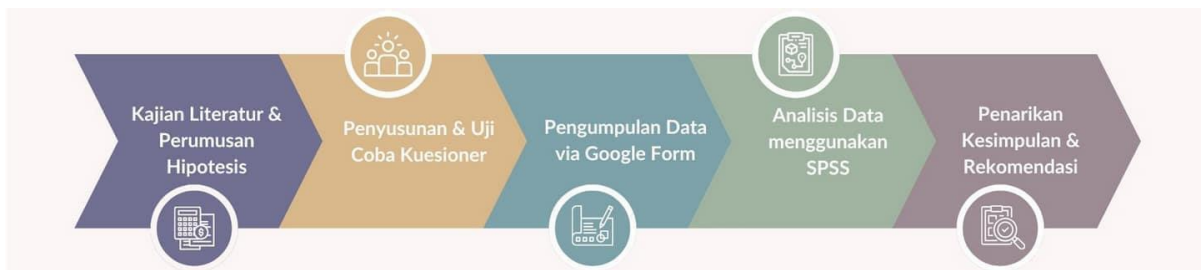 Kajian Literatur &
Perumusan
Hipotesis
Penyusunan & Uji
Coba Kuesioner
Pengumpulan Data
via Google Form
Analisis Data
menggunakan
SPSS
Penarikan
Kesimpulan &
Rekomendasi